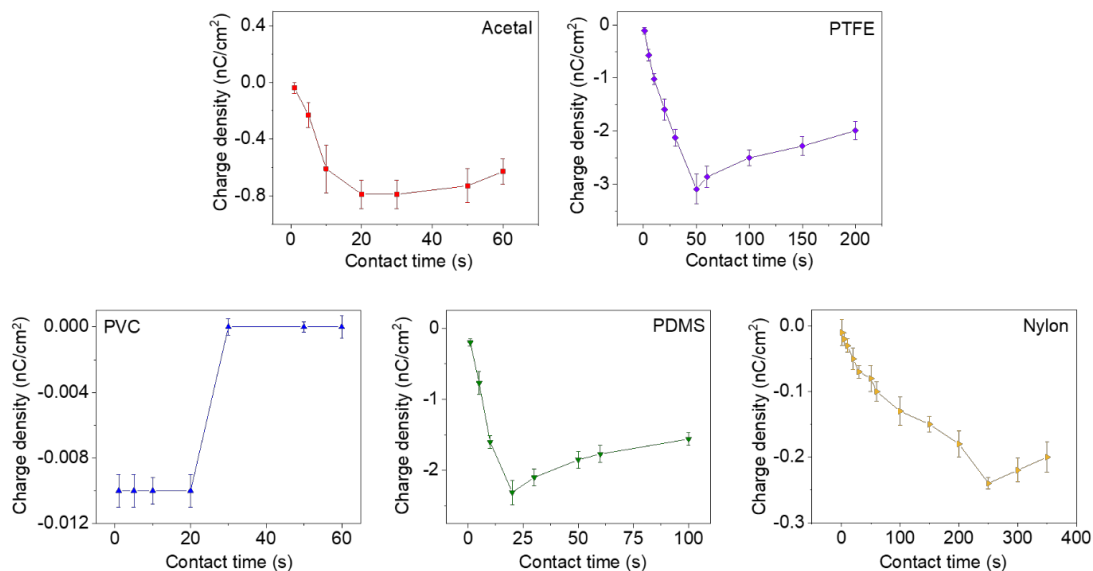 Acetal
Charge density (nC/cm²)
0.4
0.0
-0.4
-0.8
0 20 40 60
Contact time (s)
PTFE
Charge density (nC/cm²)
0
-1
-2
-3
0 50 100 150 200
Contact time (s)
PVC
Charge density (nC/cm²)
0.000
-0.004
-0.008
-0.012
0 20 40 60
Contact time (s)
PDMS
Charge density (nC/cm²)
0
-1
-2
0 25 50 75 100
Contact time (s)
Nylon
Charge density (nC/cm²)
0.0
-0.1
-0.2
-0.3
0 100 200 300 400
Contact time (s)